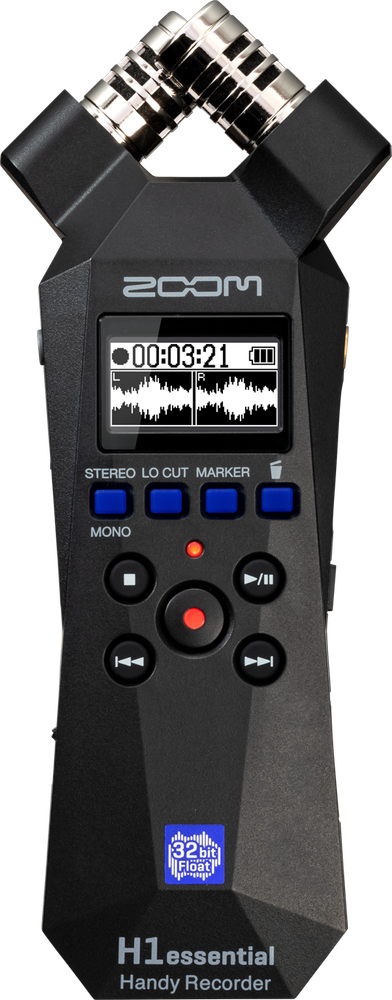 ZOOM
00:03:21
L R
STEREO LO CUT MARKER
MONO
32bit
Float
H1essential
Handy Recorder